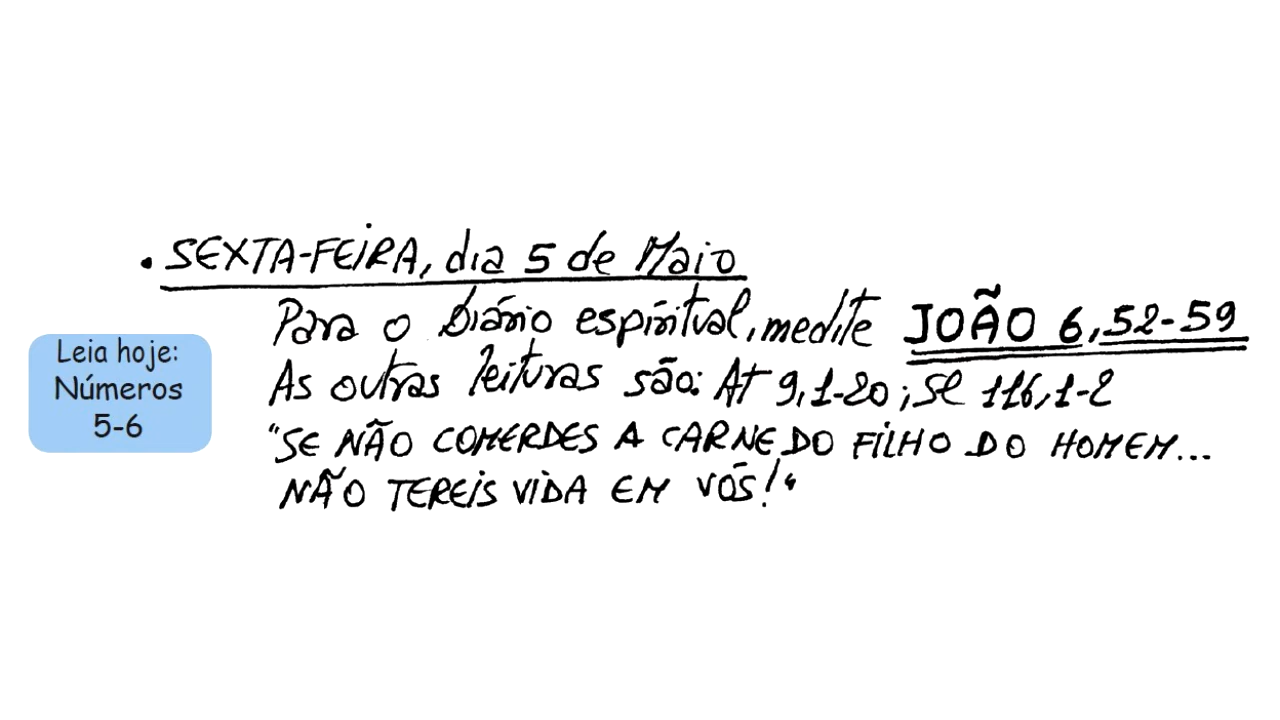 • SEXTA-FEIRA, dia 5 de Maio
Para o Diário espiritual, medite JOÃO 6, 52-59
As outras leituras são: At 9, 1-20; Sl 116, 1-2
"SE NÃO COMERDES A CARNE DO FILHO DO HOMEM...
NÃO TEREIS VIDA EM VÓS!"
Leia hoje:
Números
5-6